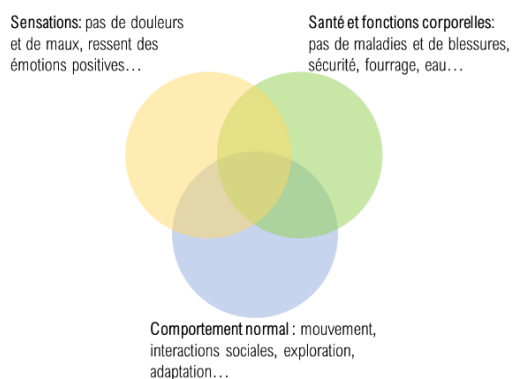 Sensations: pas de douleurs
et de maux, ressent des
émotions positives…
Santé et fonctions corporelles:
pas de maladies et de blessures,
sécurité, fourrage, eau…
Comportement normal : mouvement,
interactions sociales, exploration,
adaptation…